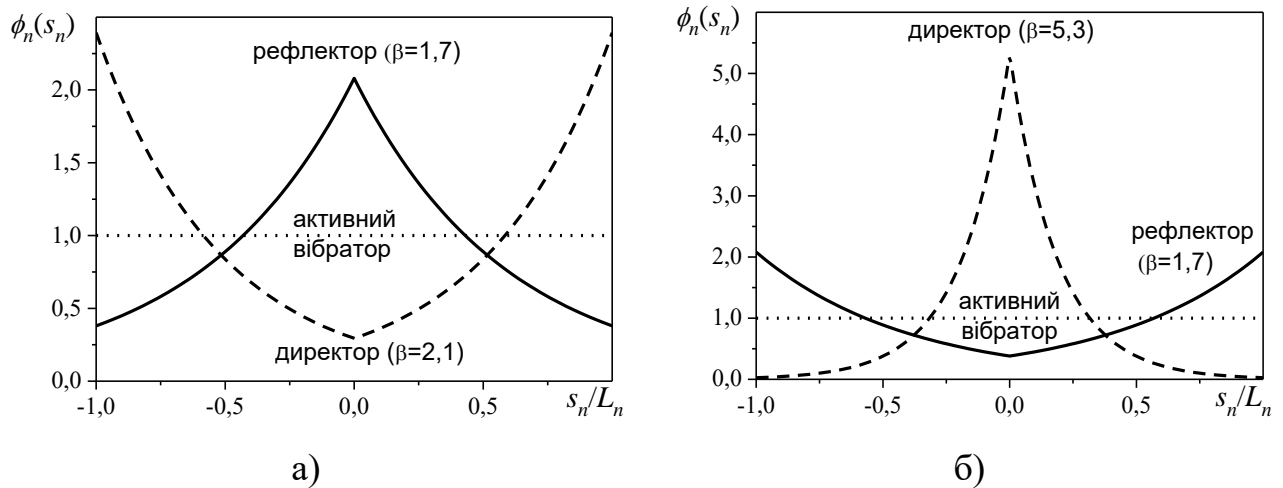 ϕn(sn)
рефлектор (β=1,7)
2,0
1,5
активний
1,0
вібратор
0,5
директор (β=2,1)
0,0
-1,0
-0,5
0,0
0,5
sn/Ln
а)
ϕn(sn)
директор (β=5,3)
5,0
4,0
3,0
рефлектор
2,0
(β=1,7)
активний
1,0
вібратор
0,0
-1,0
-0,5
0,0
0,5
sn/Ln
б)